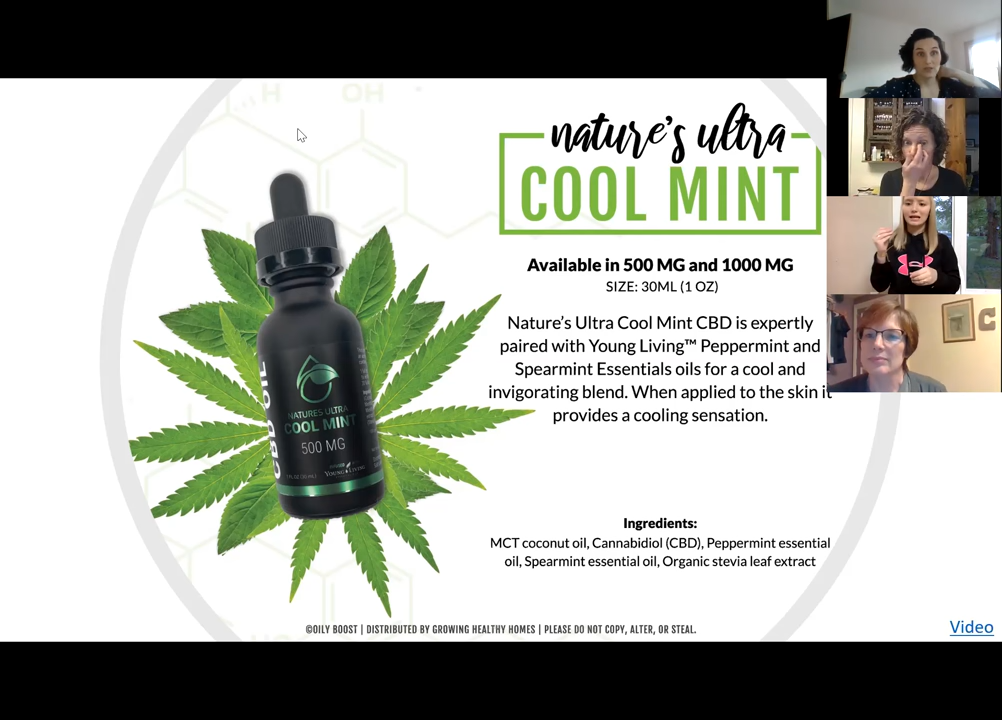 OH
H
nature's ultra
COOL MINT
Available in 500 MG and 1000 MG
SIZE: 30ML (1 OZ)
Nature's Ultra Cool Mint CBD is expertly
paired with Young Living™ Peppermint and
Spearmint Essentials oils for a cool and
invigorating blend. When applied to the skin it
provides a cooling sensation.
CBD OIL
NATURE'S ULTRA
COOL MINT
500 MG
YOUNG LIVING
Ingredients:
MCT coconut oil, Cannabidiol (CBD), Peppermint essential
oil, Spearmint essential oil, Organic stevia leaf extract
©OILY BOOST | DISTRIBUTED BY GROWING HEALTHY HOMES | PLEASE DO NOT COPY, ALTER, OR STEAL.
Video
C